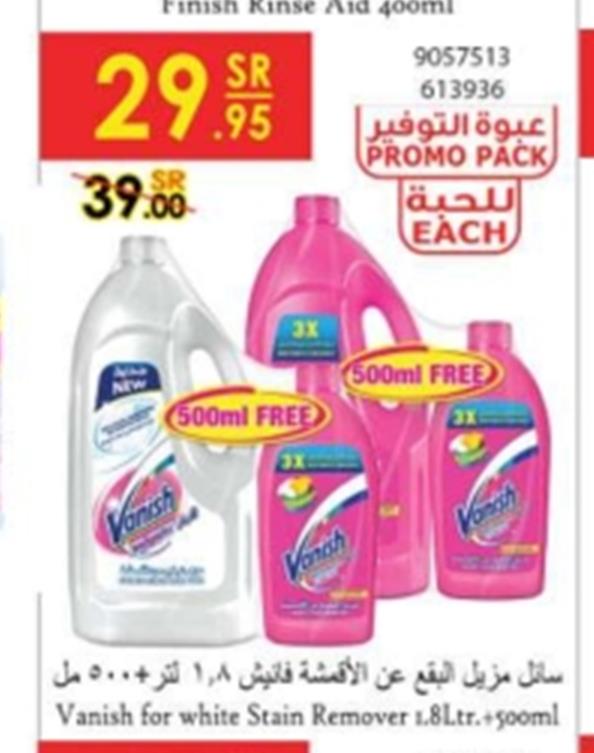 Finish Rinse Aid 400ml
29.95 SR
9057513
613936
عبوة التوفير
PROMO PACK
للحبة
EACH
39.00 SR
3X
500ml FREE
3X
NEW
500ml FREE
3X
Vanish
Vanish
Vanish
سائل مزيل البقع عن الأقمشة فانيش ١,٨ لتر+٥٠٠ مل
Vanish for white Stain Remover 1.8Ltr.+500ml